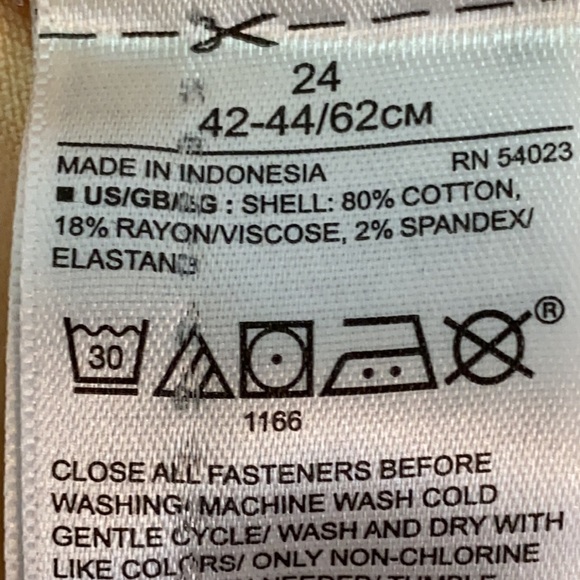 24
42-44/62CM
MADE IN INDONESIA RN 54023
US/GB/ : SHELL: 80% COTTON,
18% RAYON/VISCOSE, 2% SPANDEX/
ELASTANE
30 ®
1166
CLOSE ALL FASTENERS BEFORE
WASHING/ MACHINE WASH COLD
GENTLE CYCLE/ WASH AND DRY WITH
LIKE COLORS/ ONLY NON-CHLORINE